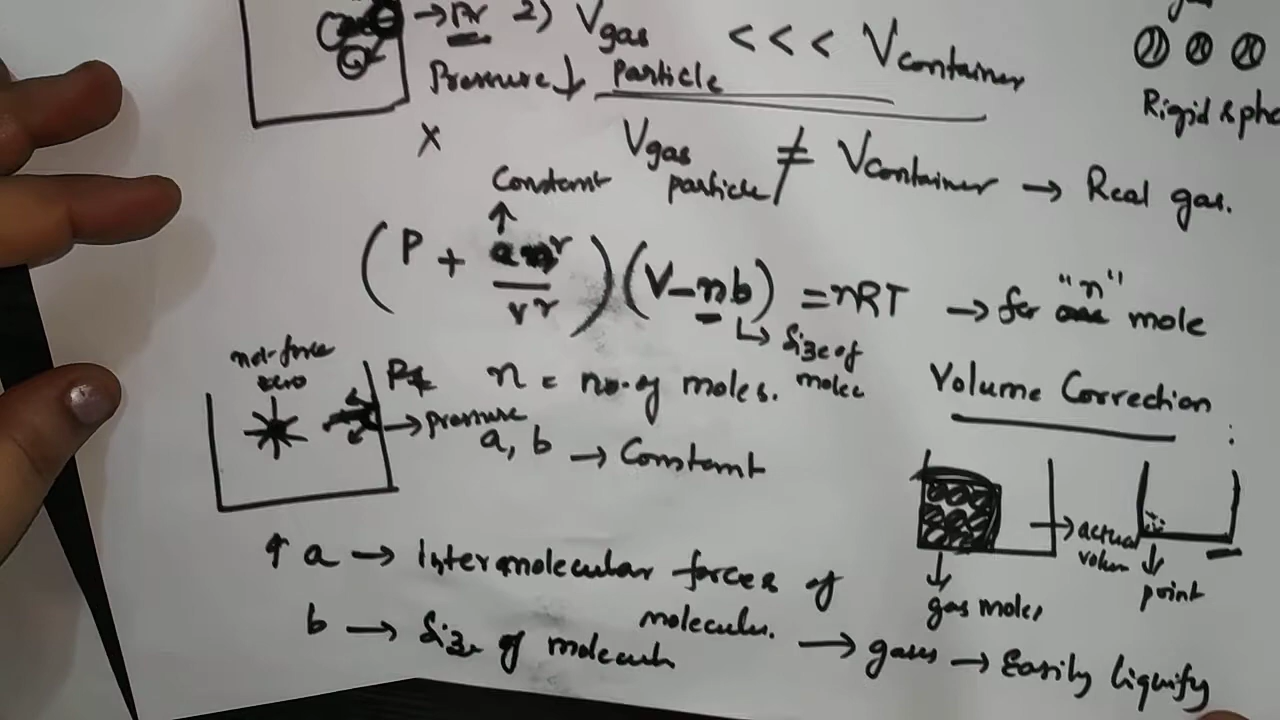 2) Vgas <<< Vcontainer
Pressure ↓ particle
Rigid sphe
x
Vgas particle ≠ Vcontainer → Real gas.
Constant
↑
(P + an²/v²)(V-nb) = nRT → for "n" mole
↳ Size of molec
net-force zero
n = no. of moles.
Volume Correction :
→ pressure
a, b → Constant
→ actual volum
↑ a → Intermolecular forces of molecules.
gas molec
point
b → Size of molecule
→ gases → Easily liquify